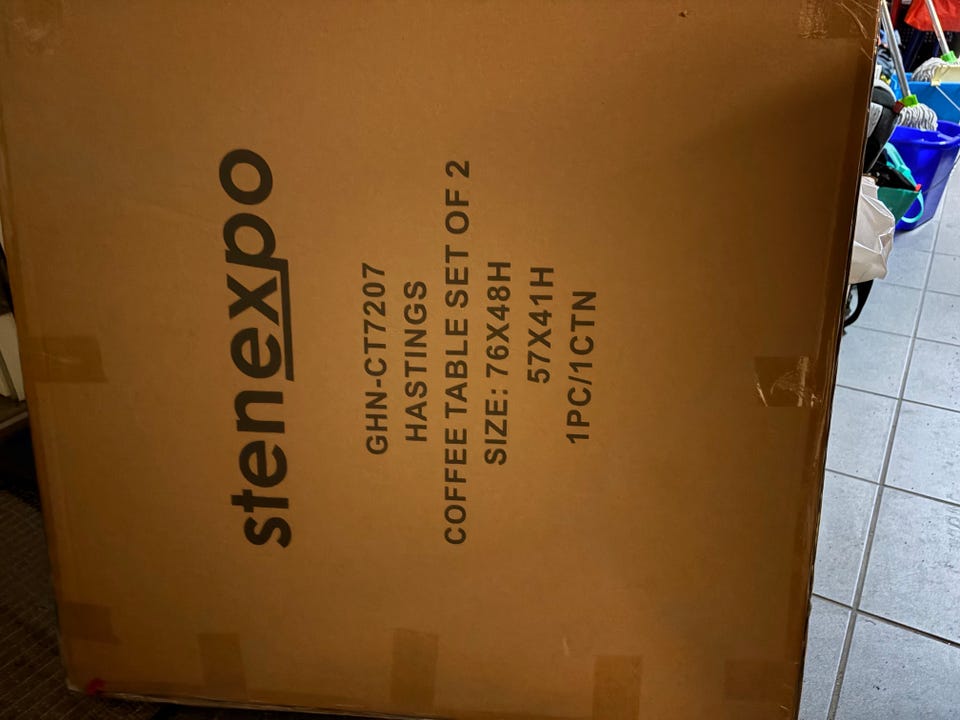 stenexpo
GHN-CT7207
HASTINGS
COFFEE TABLE SET OF 2
SIZE: 76X48H
57X41H
1PC/1CTN